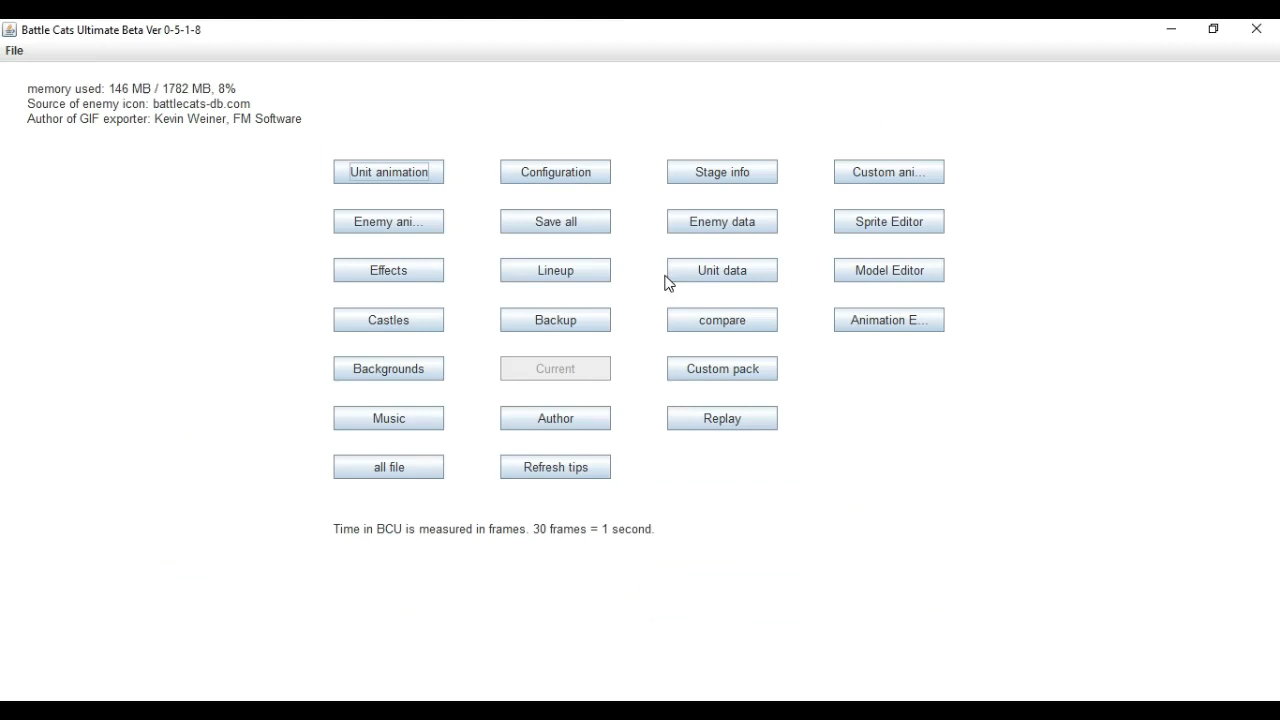 Battle Cats Ultimate Beta Ver 0-5-1-8
File
memory used: 146 MB / 1782 MB, 8%
Source of enemy icon: battlecats-db.com
Author of GIF exporter: Kevin Weiner, FM Software
Unit animation Configuration Stage info Custom ani...
Enemy ani... Save all Enemy data Sprite Editor
Effects Lineup Unit data Model Editor
Castles Backup compare Animation E...
Backgrounds Current Custom pack
Music Author Replay
all file Refresh tips
Time in BCU is measured in frames. 30 frames = 1 second.